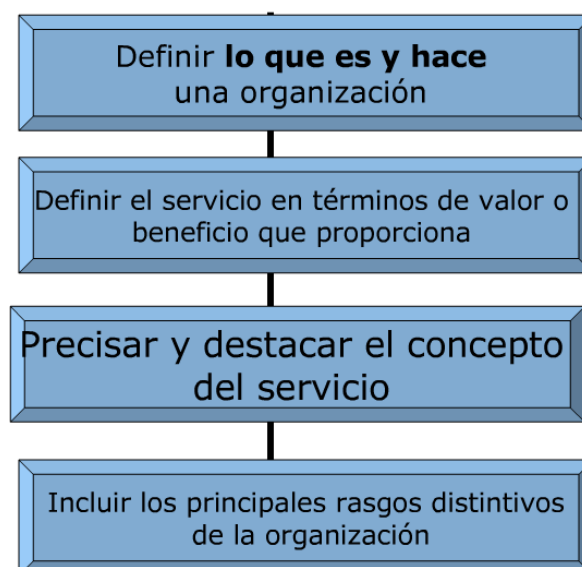 Definir lo que es y hace
una organización
Definir el servicio en términos de valor o
beneficio que proporciona
Precisar y destacar el concepto
del servicio
Incluir los principales rasgos distintivos
de la organización